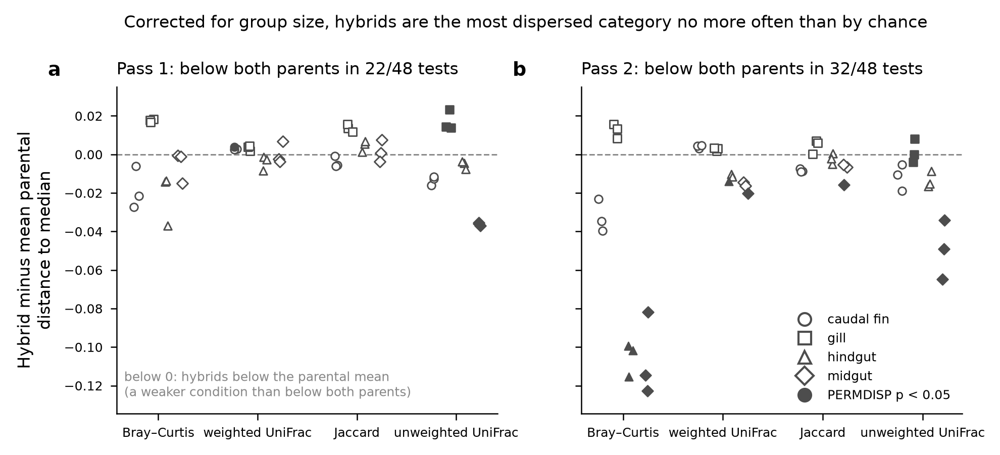 Corrected for group size, hybrids are the most dispersed category no more often than by chance
a
Pass 1: below both parents in 22/48 tests
Hybrid minus mean parental
distance to median
0.02
0.00
−0.02
−0.04
−0.06
−0.08
−0.10
−0.12
below 0: hybrids below the parental mean
(a weaker condition than below both parents)
Bray–Curtis
weighted UniFrac
Jaccard
unweighted UniFrac
b
Pass 2: below both parents in 32/48 tests
caudal fin
gill
hindgut
midgut
PERMDISP p < 0.05
Bray–Curtis
weighted UniFrac
Jaccard
unweighted UniFrac